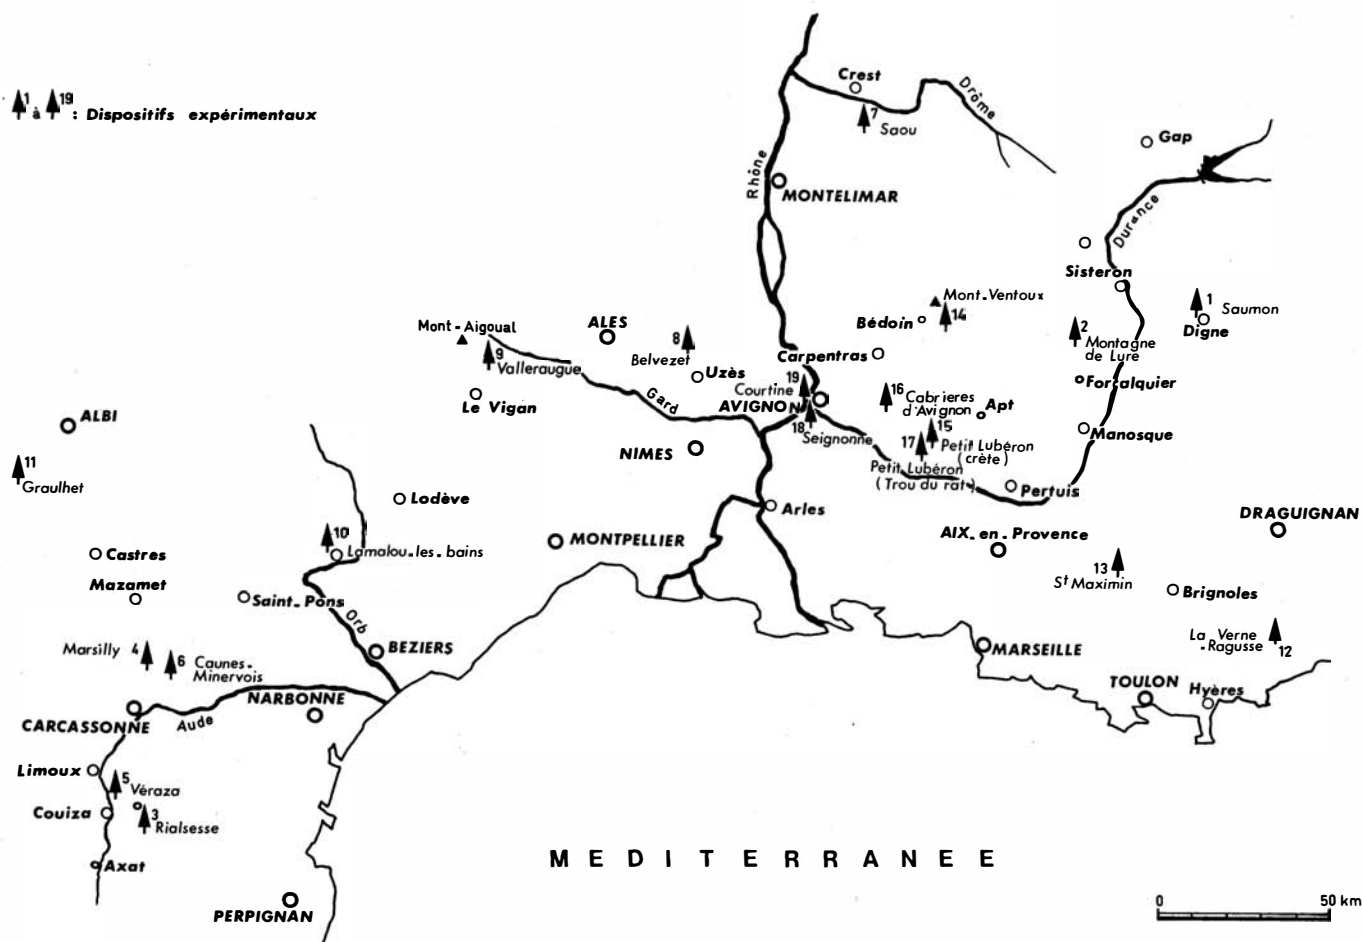 1 à 19 : Dispositifs expérimentaux
Crest
Drôme
7
Saou
Gap
Rhône
MONTELIMAR
Durance
Sisteron
1
Saumon
Digne
Mont-Ventoux
Bédoin
14
2
Montagne
de Lure
Mont-Aigoual
ALES
8
Belvezet
Carpentras
9
Valleraugue
Uzès
19
Courtine
16
Cabrieres
d'Avignon
Forcalquier
Le Vigan
Gard
AVIGNON
Apt
ALBI
18
Seignonne
15
Petit Lubéron
(crète)
17
Petit Lubéron
(Trou du rat)
Manosque
NIMES
11
Graulhet
Pertuis
Lodève
Arles
DRAGUIGNAN
10
Lamalou-les-bains
MONTPELLIER
AIX-en-Provence
Castres
13
St Maximin
Mazamet
Saint-Pons
Brignoles
Orb
La Verne
-Ragusse
12
Marsilly
4
6
Caunes-
Minervois
BEZIERS
MARSEILLE
NARBONNE
TOULON
Hyères
CARCASSONNE
Aude
Limoux
5
Véraza
Couiza
3
Rialsesse
Axat
MEDITERRANEE
PERPIGNAN
0
50 km